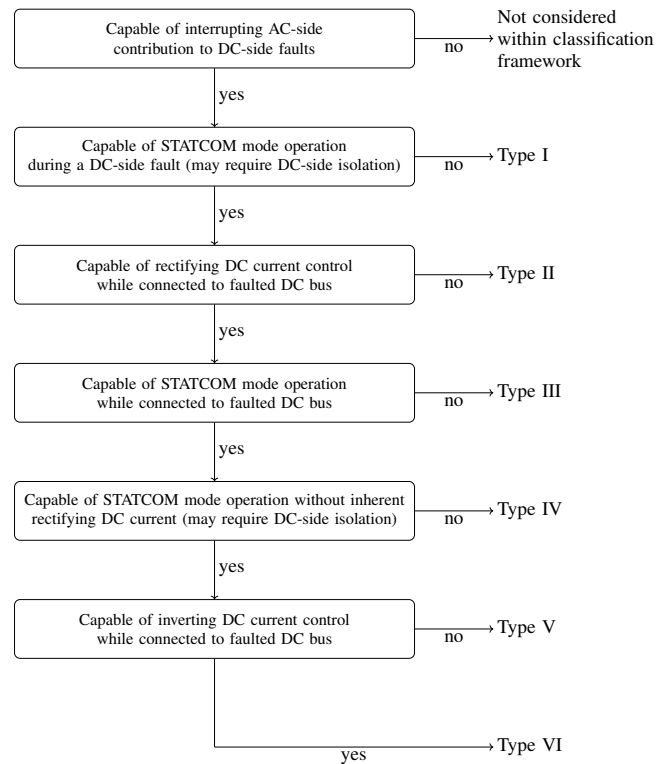 Capable of interrupting AC-side
contribution to DC-side faults
no
Not considered
within classification
framework
yes
Capable of STATCOM mode operation
during a DC-side fault (may require DC-side isolation)
no
Type I
yes
Capable of rectifying DC current control
while connected to faulted DC bus
no
Type II
yes
Capable of STATCOM mode operation
while connected to faulted DC bus
no
Type III
yes
Capable of STATCOM mode operation without inherent
rectifying DC current (may require DC-side isolation)
no
Type IV
yes
Capable of inverting DC current control
while connected to faulted DC bus
no
Type V
yes
Type VI